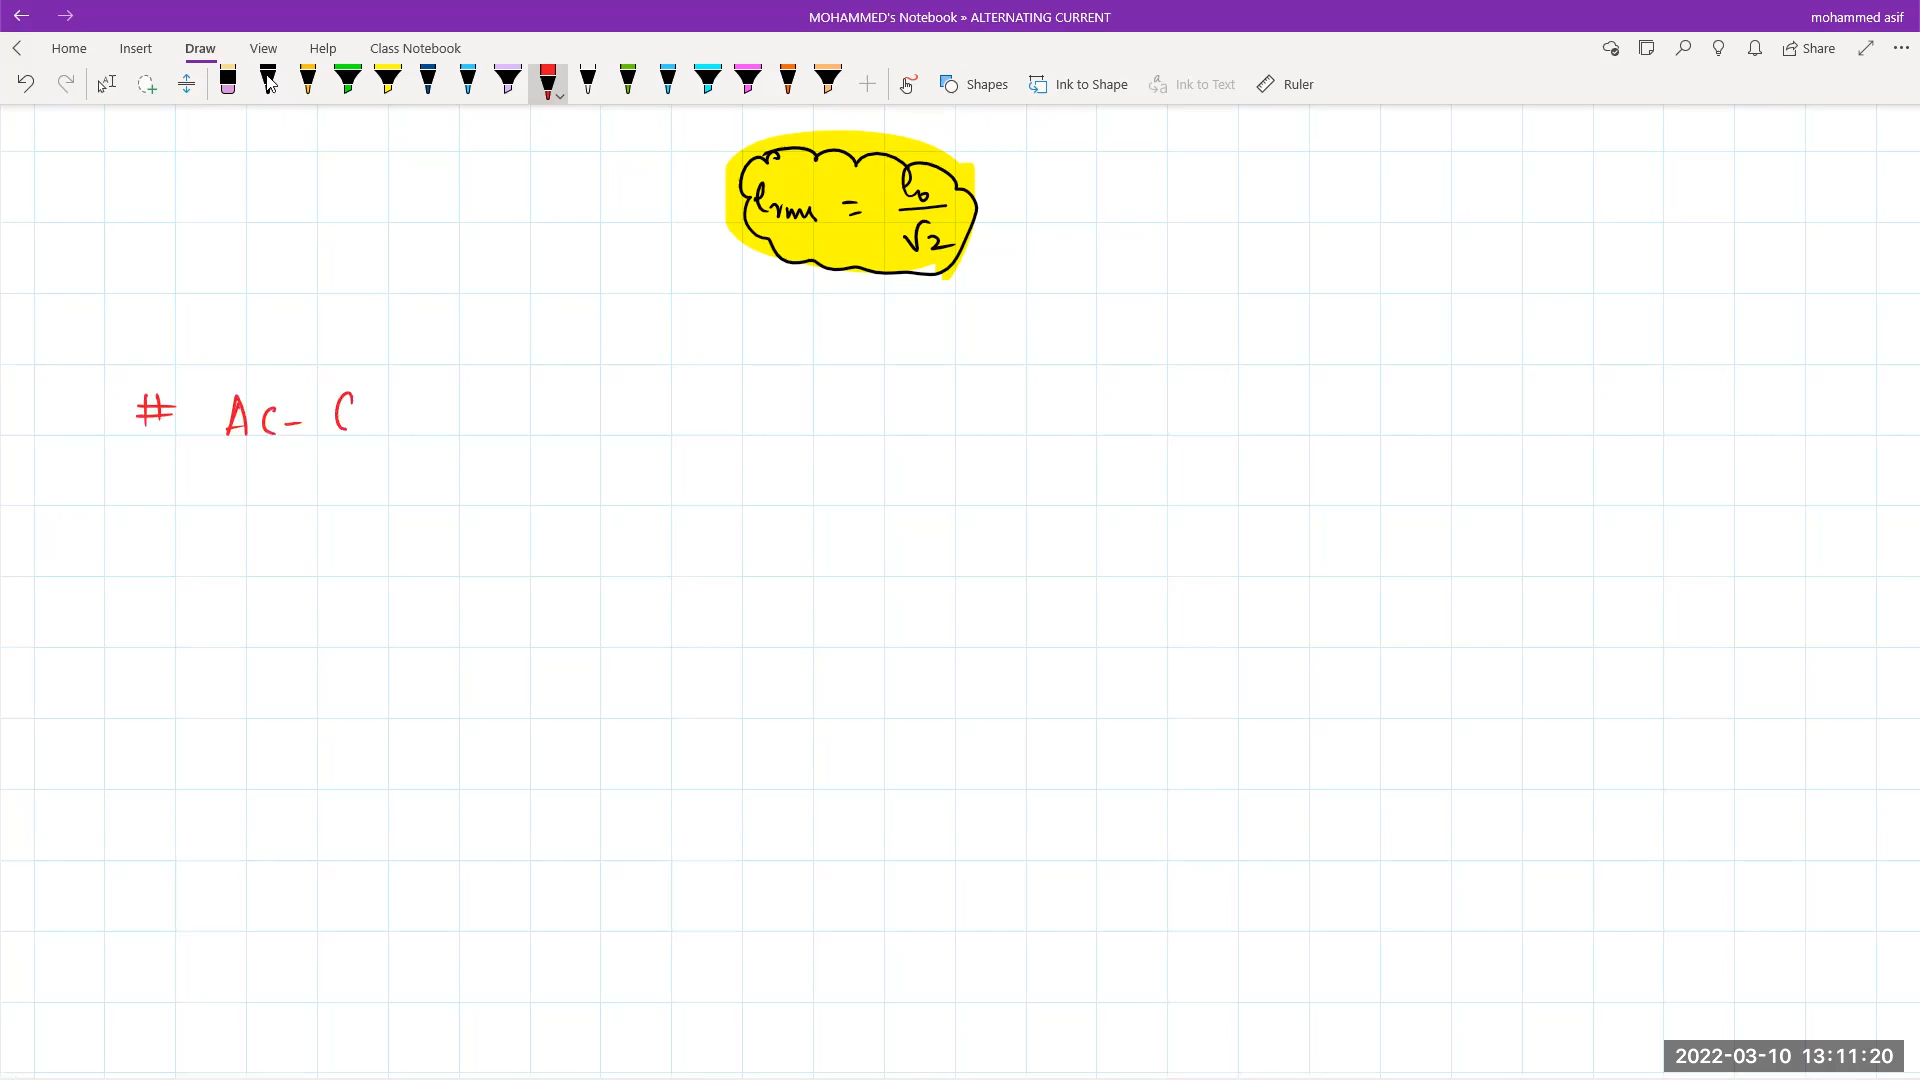 MOHAMMED's Notebook » ALTERNATING CURRENT
mohammed asif
Home Insert Draw View Help Class Notebook
Share
Shapes Ink to Shape Ink to Text Ruler
e_rms = e_0/√2
# AC- C
2022-03-10 13:11:20